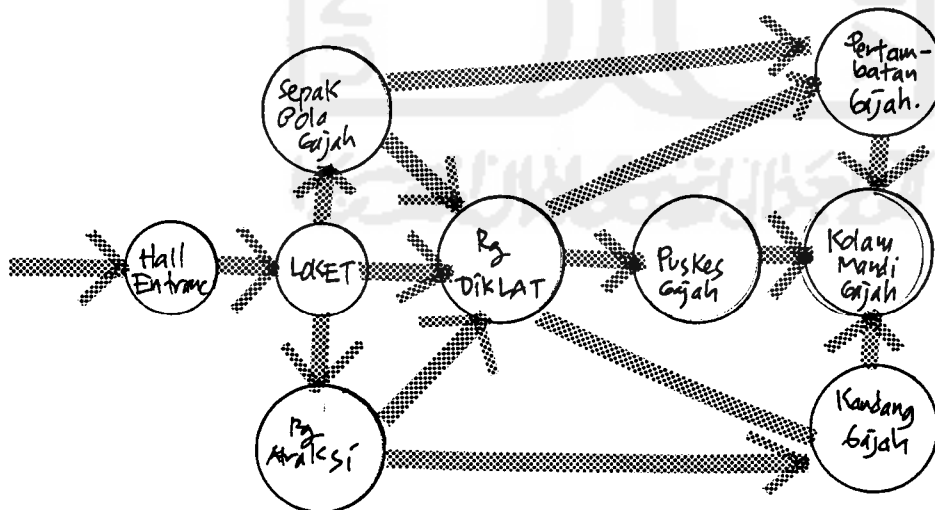 Hall
Entranc
LOKET
Sepak
Bola
Gajah
Rg
Atraksi
Rg
DIKLAT
Puskes
Gajah
Pertam-
batan
Gajah.
Kolam
Mandi
Gajah
Kandang
Gajah